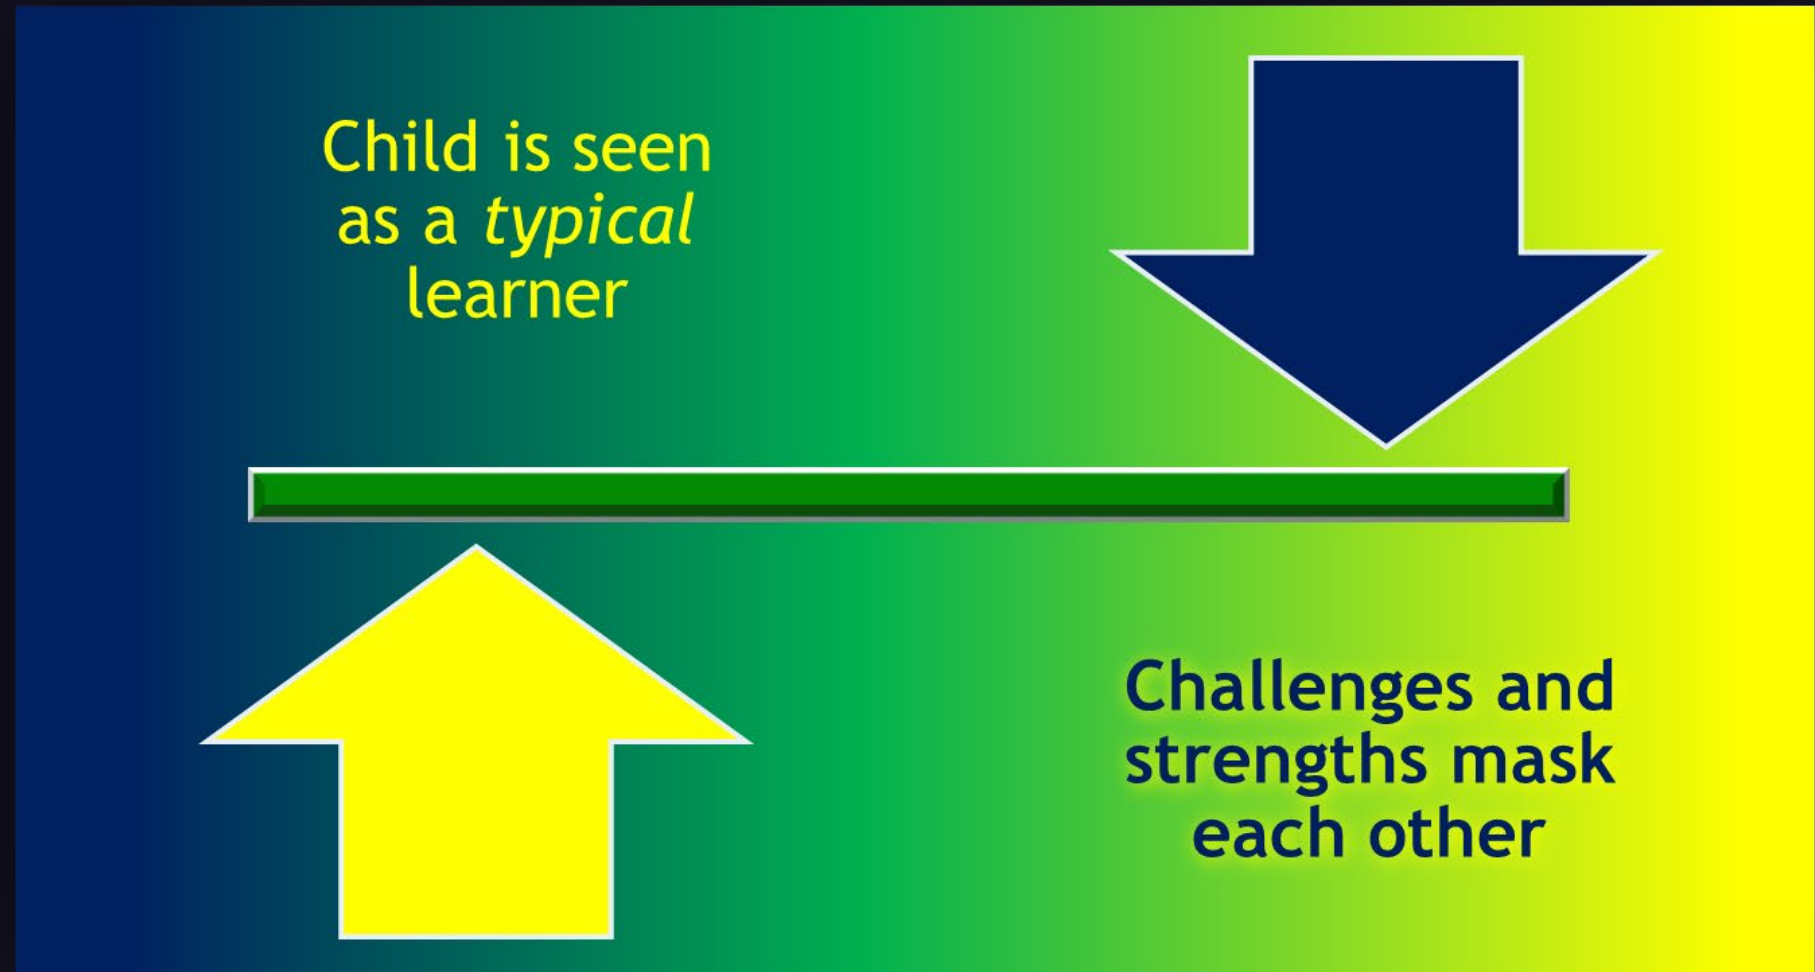 Child is seen
as a typical
learner
Challenges and
strengths mask
each other